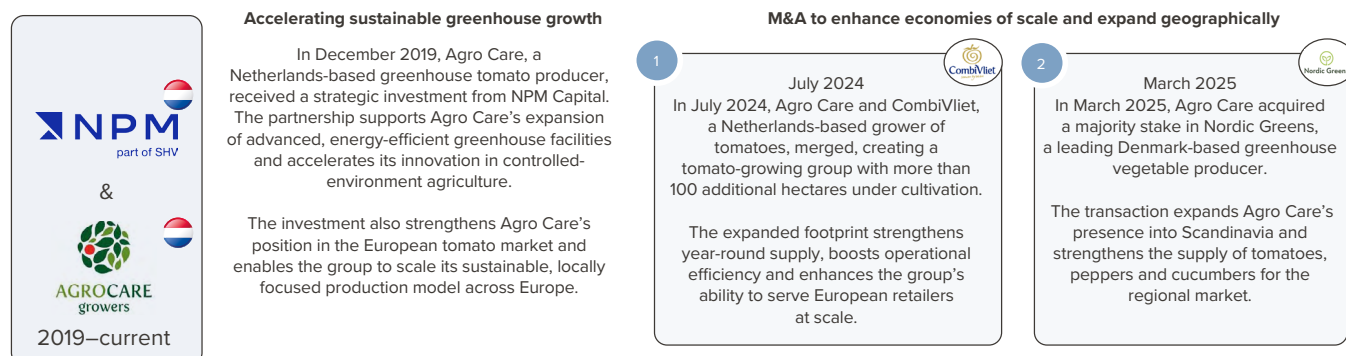 NPM
part of SHV
&
AGROCARE
growers
2019–current
Accelerating sustainable greenhouse growth
In December 2019, Agro Care, a
Netherlands-based greenhouse tomato producer,
received a strategic investment from NPM Capital.
The partnership supports Agro Care's expansion
of advanced, energy-efficient greenhouse facilities
and accelerates its innovation in controlled-
environment agriculture.
The investment also strengthens Agro Care's
position in the European tomato market and
enables the group to scale its sustainable, locally
focused production model across Europe.
M&A to enhance economies of scale and expand geographically
1
CombiVliet
July 2024
In July 2024, Agro Care and CombiVliet,
a Netherlands-based grower of
tomatoes, merged, creating a
tomato-growing group with more than
100 additional hectares under cultivation.
The expanded footprint strengthens
year-round supply, boosts operational
efficiency and enhances the group's
ability to serve European retailers
at scale.
2
Nordic Green
March 2025
In March 2025, Agro Care acquired
a majority stake in Nordic Greens,
a leading Denmark-based greenhouse
vegetable producer.
The transaction expands Agro Care's
presence into Scandinavia and
strengthens the supply of tomatoes,
peppers and cucumbers for the
regional market.